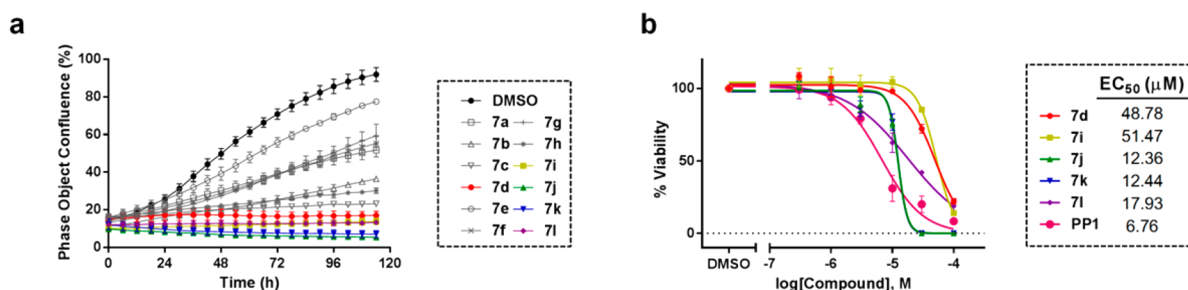 a
Phase Object Confluence (%)
100
80
60
40
20
0
0 24 48 72 96 120
Time (h)
DMSO
7a 7g
7b 7h
7c 7i
7d 7j
7e 7k
7f 7l
b
% Viability
100
50
0
DMSO -7 -6 -5 -4
log[Compound], M
EC50 (μM)
7d 48.78
7i 51.47
7j 12.36
7k 12.44
7l 17.93
PP1 6.76